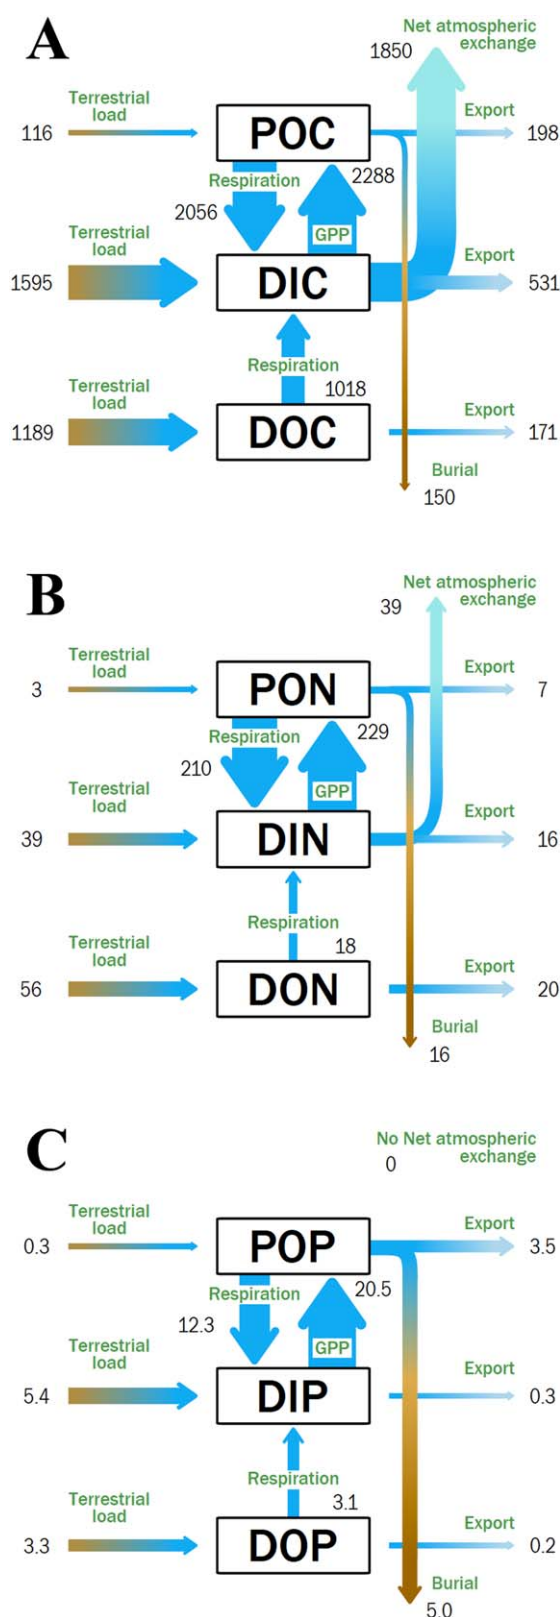 A
Net atmospheric
exchange
1850
Terrestrial
load
116
POC
Export
198
Respiration
2288
2056
GPP
Terrestrial
load
1595
DIC
Export
531
Respiration
1018
Terrestrial
load
1189
DOC
171
Burial
150
B
Net atmospheric
exchange
39
Terrestrial
load
3
PON
Export
7
Respiration
229
210
GPP
Terrestrial
load
39
DIN
Export
16
Respiration
18
Terrestrial
load
56
DON
Export
20
Burial
16
C
No Net atmospheric
exchange
0
Terrestrial
load
0.3
POP
Export
3.5
Respiration
20.5
12.3
GPP
Terrestrial
load
5.4
DIP
Export
0.3
Respiration
3.1
Terrestrial
load
3.3
DOP
Export
0.2
Burial
5.0